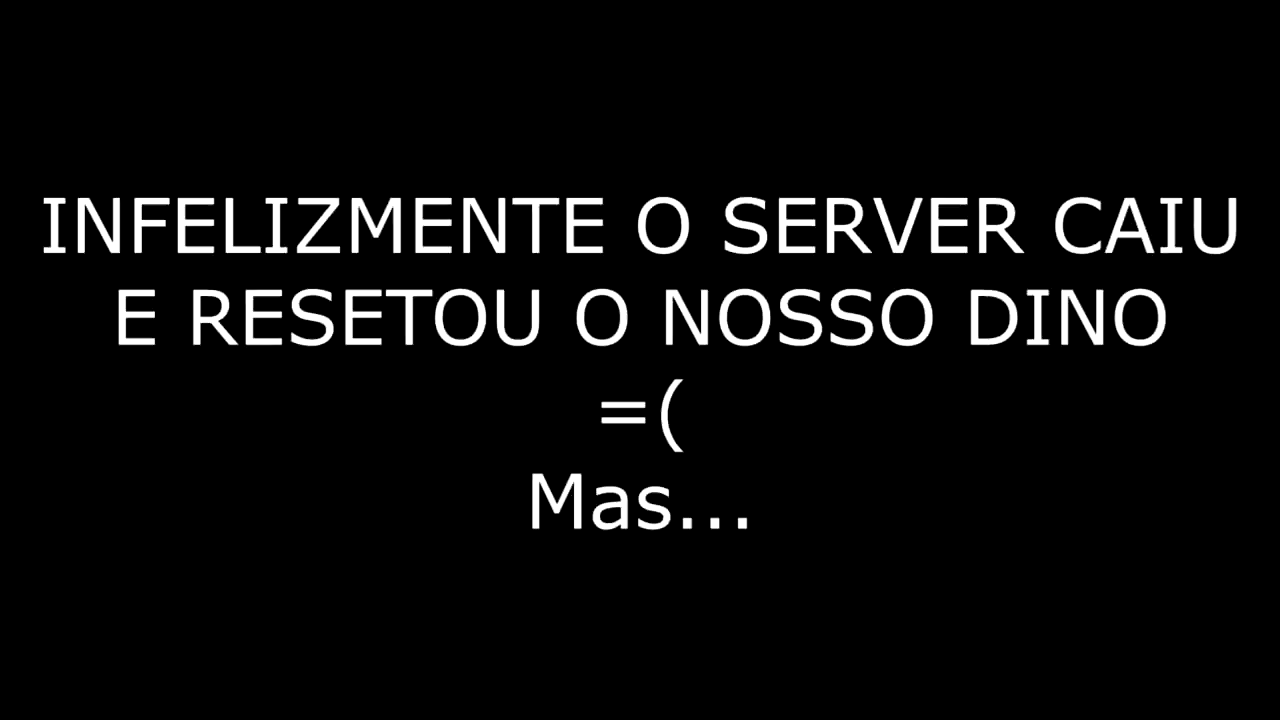 INFELIZMENTE O SERVER CAIU
E RESETOU O NOSSO DINO
=(
Mas...